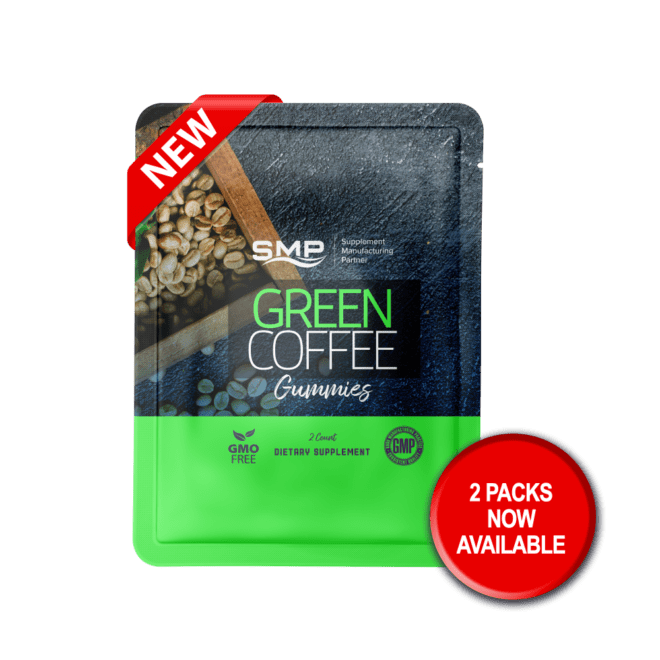 NEW
SMP
Supplement
Manufacturing
Partner
GREEN
COFFEE
Gummies
GMO
FREE
2 Count
DIETARY SUPPLEMENT
GMP
2 PACKS
NOW
AVAILABLE